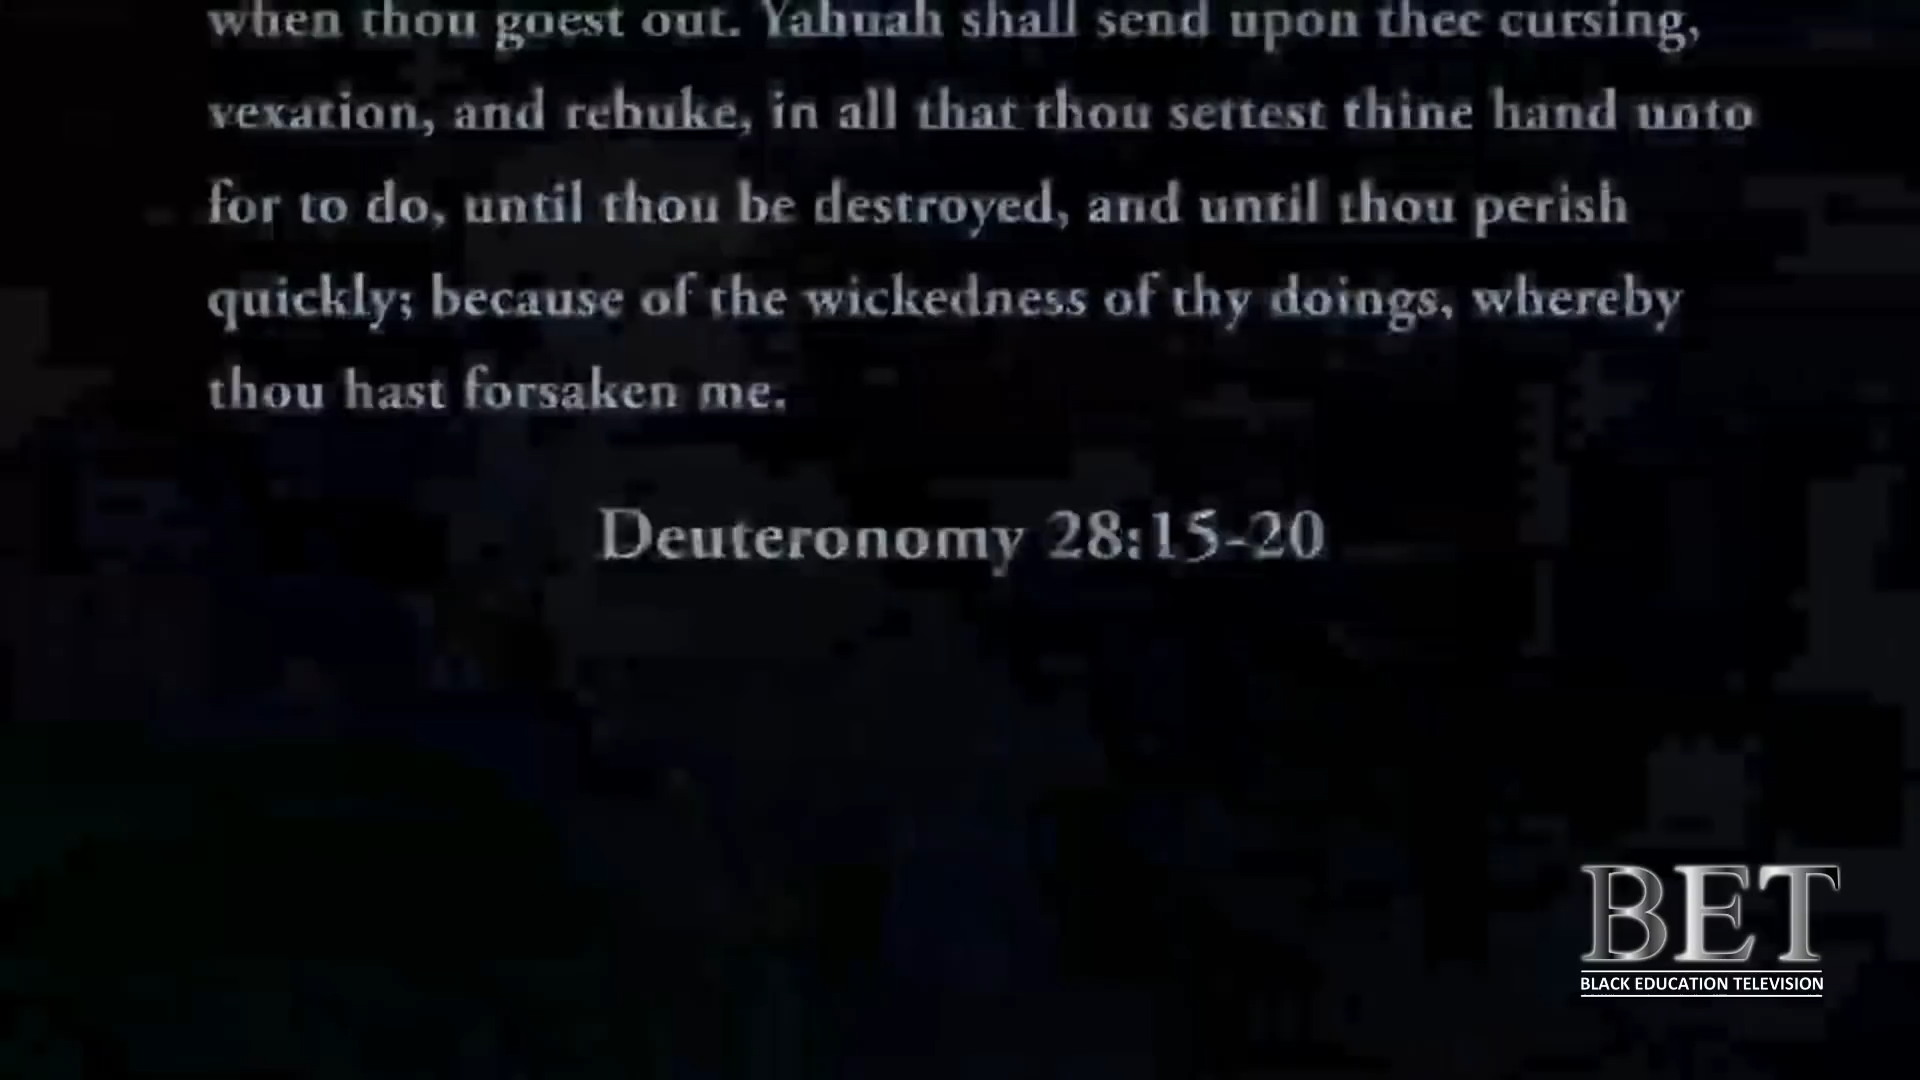 when thou goest out. Yahuah shall send upon thee cursing,
vexation, and rebuke, in all that thou settest thine hand unto
for to do, until thou be destroyed, and until thou perish
quickly; because of the wickedness of thy doings, whereby
thou hast forsaken me.
Deuteronomy 28:15-20
BET
BLACK EDUCATION TELEVISION